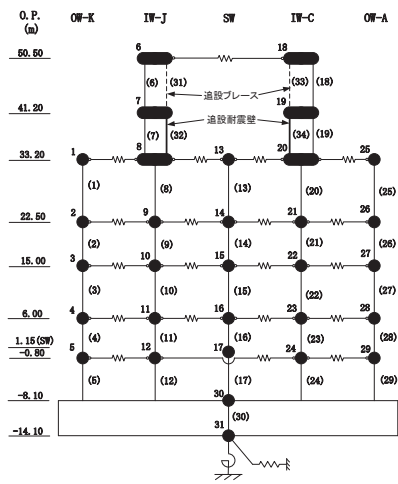 O.P. OW-K IW-J SW IW-C OW-A
(m)
50.50 6 18
(6) (31) (33) (18)
追設ブレース
41.20 7 19
追設耐震壁
(7) (32) (34) (19)
33.20 1 8 13 20 25
(1) (8) (13) (20) (25)
22.50 2 9 14 21 26
(2) (9) (14) (21) (26)
15.00 3 10 15 22 27
(3) (10) (15) (22) (27)
6.00 4 11 16 23 28
(4) (11) (16) (23) (28)
1.15(SW) 17
-0.80 5 12 24 29
(5) (12) (17) (24) (29)
-8.10 30
(30)
-14.10 31